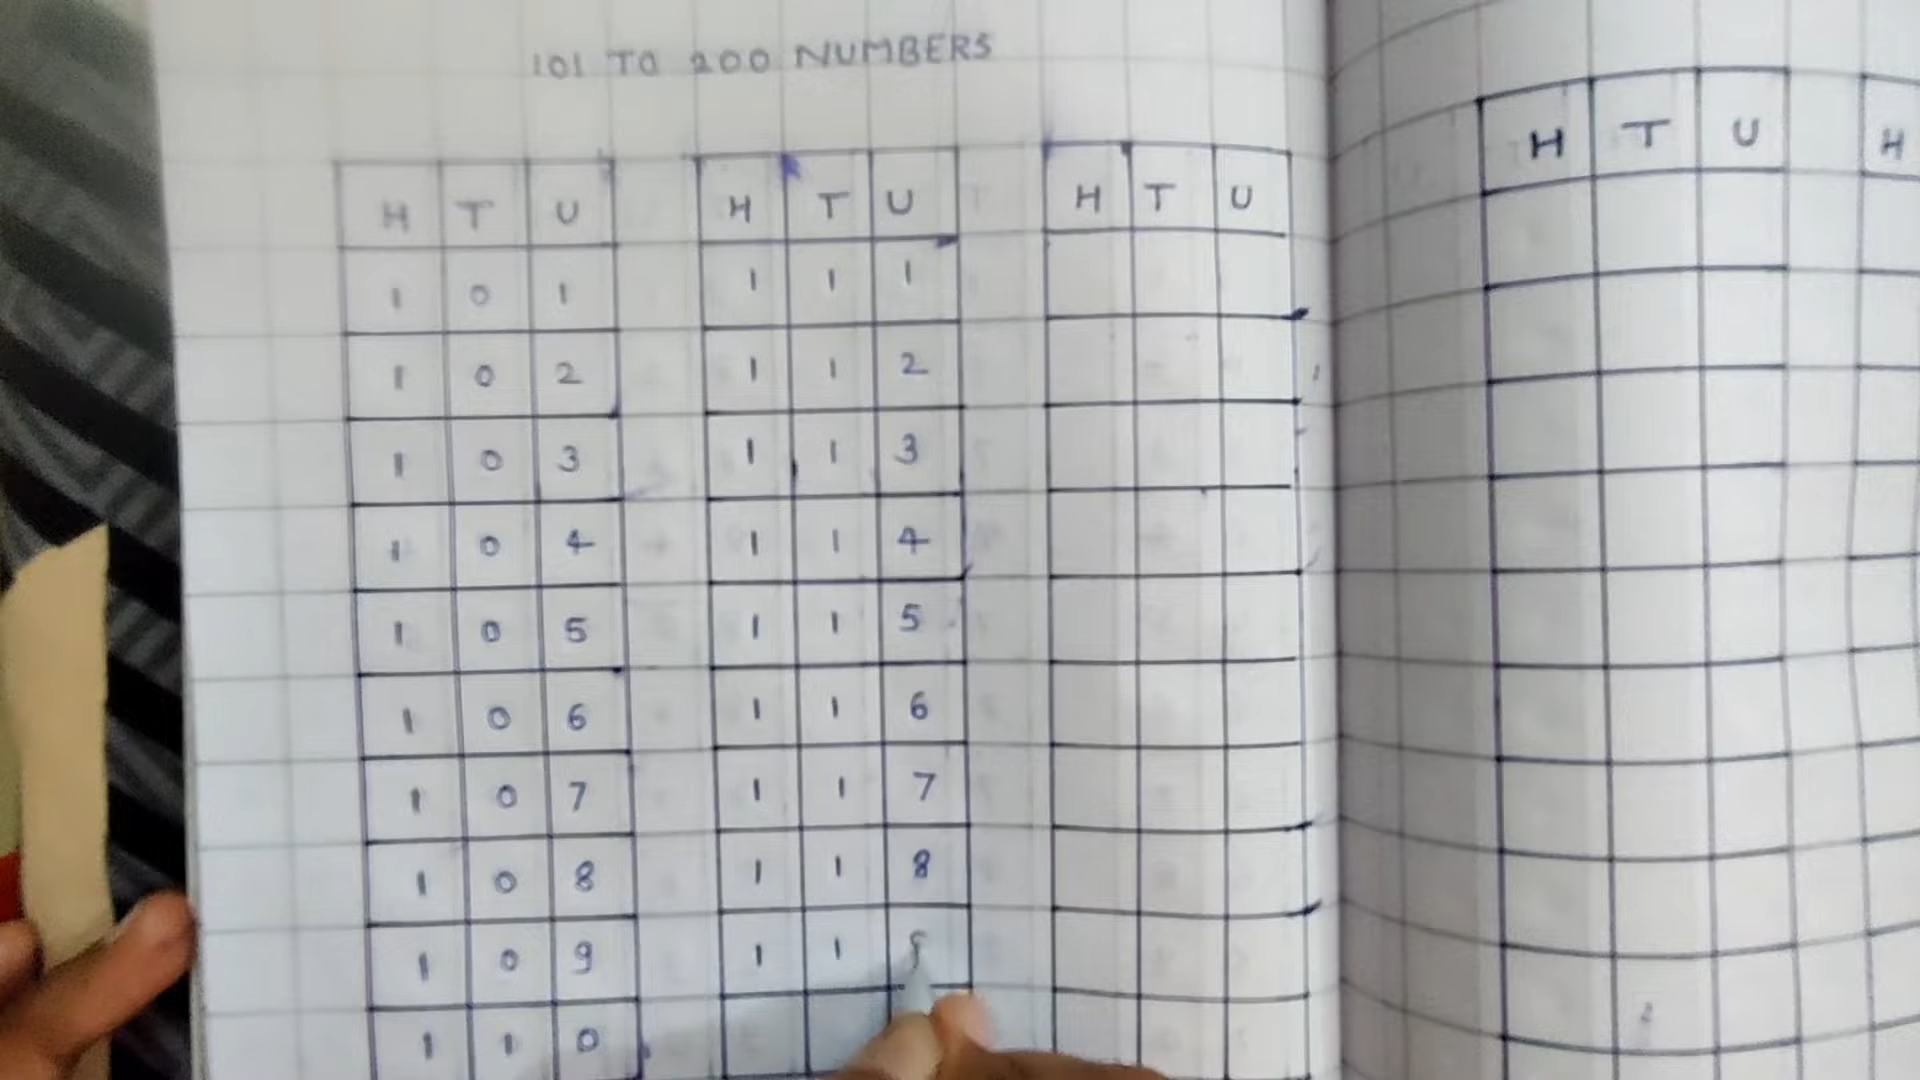 101 TO 200 NUMBERS
H T U H T U H T U H T U H
1 0 1 1 1 1
1 0 2 1 1 2
1 0 3 1 1 3
1 0 4 1 1 4
1 0 5 1 1 5
1 0 6 1 1 6
1 0 7 1 1 7
1 0 8 1 1 8
1 0 9 1 1
1 1 0